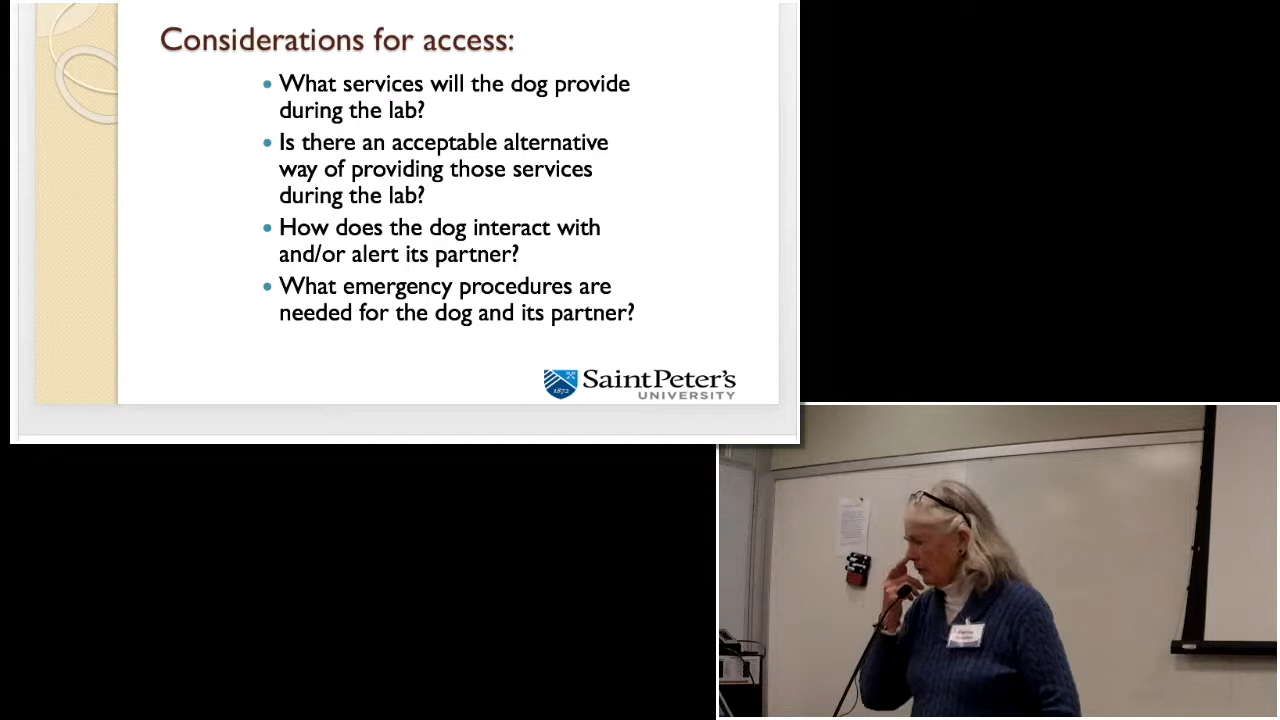 Considerations for access:
• What services will the dog provide
during the lab?
• Is there an acceptable alternative
way of providing those services
during the lab?
• How does the dog interact with
and/or alert its partner?
• What emergency procedures are
needed for the dog and its partner?
1872
Saint Peter's
UNIVERSITY